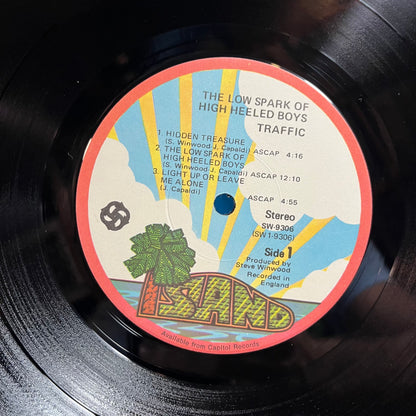 THE LOW SPARK OF
HIGH HEELED BOYS
TRAFFIC
1. HIDDEN TREASURE
(S. Winwood-J. Capaldi) ASCAP 4:16
2. THE LOW SPARK OF
HIGH HEELED BOYS
(S. Winwood-J. Capaldi) ASCAP 12:10
3. LIGHT UP OR LEAVE
ME ALONE
(J. Capaldi) ASCAP 4:55
Stereo
SW-9306
(SW1-9306)
Side 1
Produced by
Steve Winwood
Recorded in
England
ISLAND
Available from Capitol Records